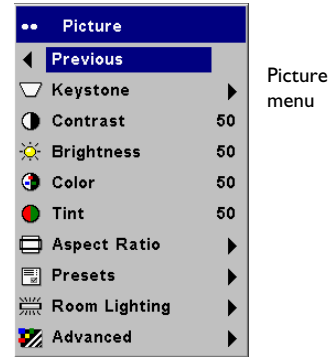 Picture
Previous
Keystone
Contrast 50
Brightness 50
Color 50
Tint 50
Aspect Ratio
Presets
Room Lighting
Advanced
Picture
menu